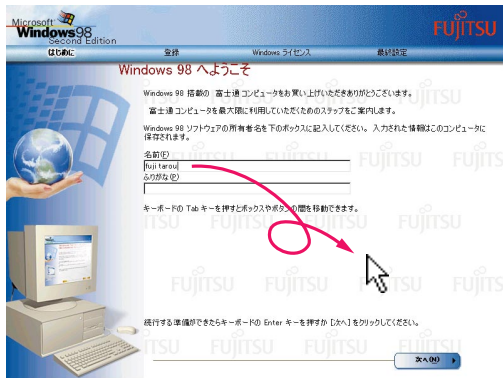 Microsoft
Windows98
Second Edition
FUJITSU
はじめに 登録 Windows ライセンス 最終設定
Windows 98 へようこそ
Windows 98 搭載の 富士通コンピュータをお買い上げいただきありがとうございます。
富士通コンピュータを最大限に利用していただくためのステップをご案内します。
Windows 98 ソフトウェアの所有者名を下のボックスに記入してください。入力された情報はこのコンピュータに
保存されます。
名前(F)
fuji tarou
ふりがな(P)
キーボードの Tab キーを押すとボックスやボタンの間を移動できます。
続行する準備ができたらキーボードの Enter キーを押すか [次へ] をクリックしてください。
次へ(N)